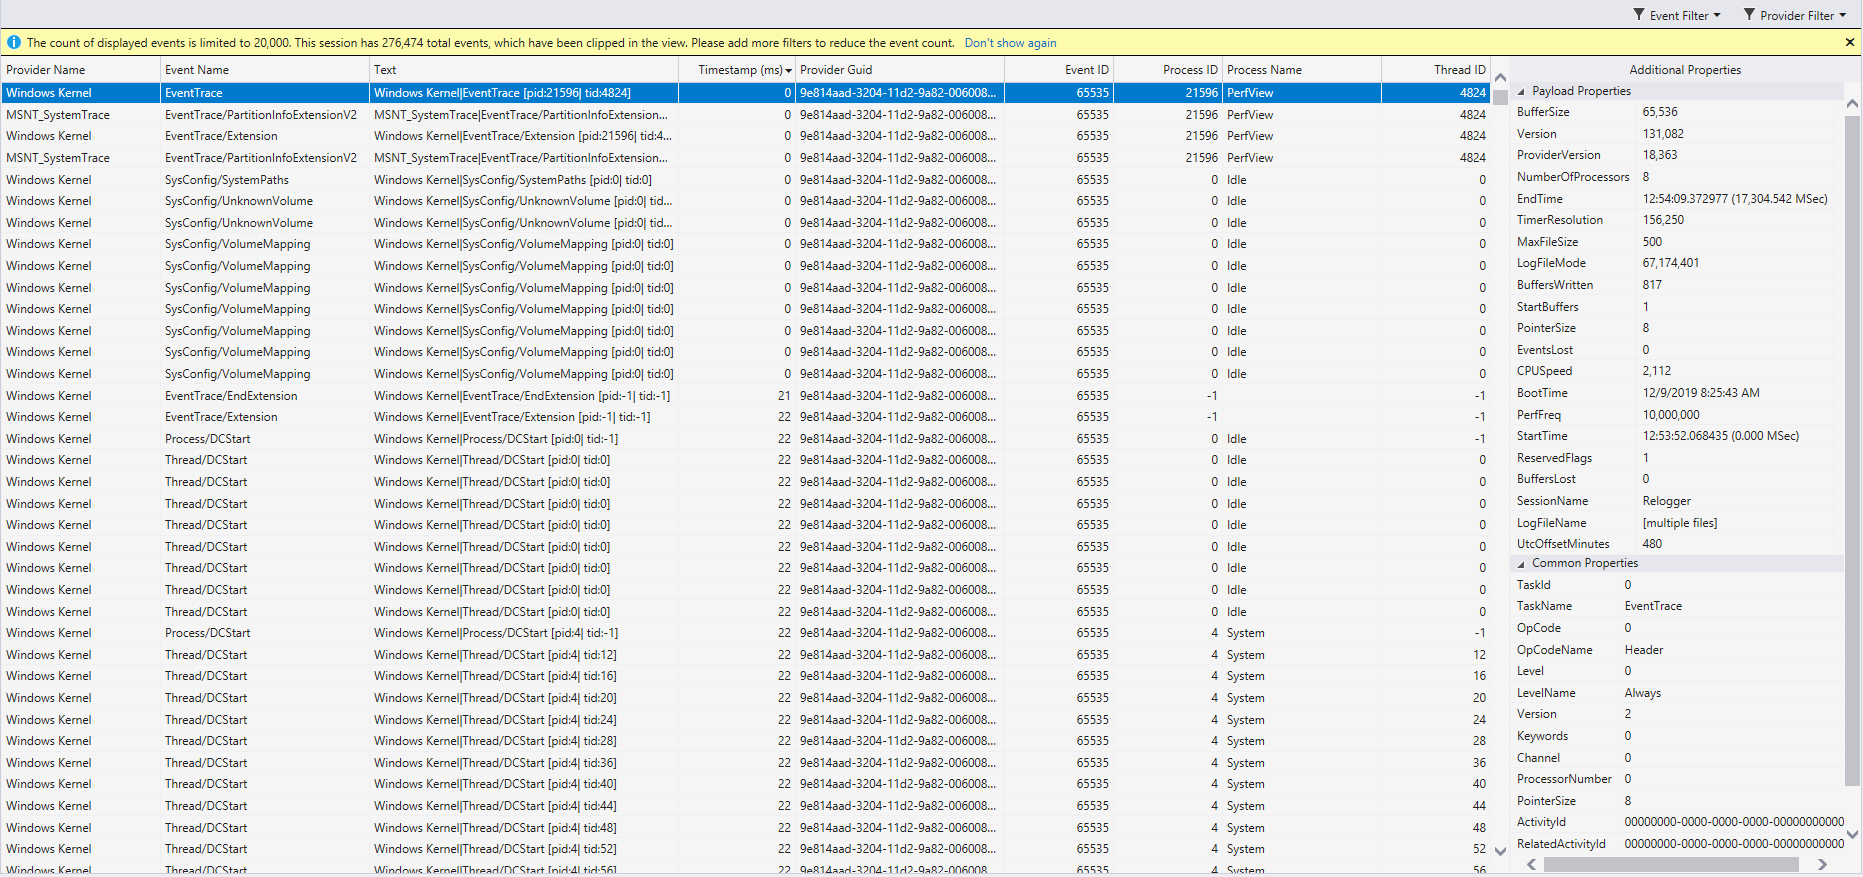 Event Filter Provider Filter
The count of displayed events is limited to 20,000. This session has 276,474 total events, which have been clipped in the view. Please add more filters to reduce the event count. Don't show again
Provider Name Event Name Text Timestamp (ms) Provider Guid Event ID Process ID Process Name Thread ID
Windows Kernel EventTrace Windows Kernel|EventTrace [pid:21596| tid:4824] 0 9e814aad-3204-11d2-9a82-006008... 65535 21596 PerfView 4824
MSNT_SystemTrace EventTrace/PartitionInfoExtensionV2 MSNT_SystemTrace|EventTrace/PartitionInfoExtension... 0 9e814aad-3204-11d2-9a82-006008... 65535 21596 PerfView 4824
Windows Kernel EventTrace/Extension Windows Kernel|EventTrace/Extension [pid:21596| tid:4... 0 9e814aad-3204-11d2-9a82-006008... 65535 21596 PerfView 4824
MSNT_SystemTrace EventTrace/PartitionInfoExtensionV2 MSNT_SystemTrace|EventTrace/PartitionInfoExtension... 0 9e814aad-3204-11d2-9a82-006008... 65535 21596 PerfView 4824
Windows Kernel SysConfig/SystemPaths Windows Kernel|SysConfig/SystemPaths [pid:0| tid:0] 0 9e814aad-3204-11d2-9a82-006008... 65535 0 Idle 0
Windows Kernel SysConfig/UnknownVolume Windows Kernel|SysConfig/UnknownVolume [pid:0| tid... 0 9e814aad-3204-11d2-9a82-006008... 65535 0 Idle 0
Windows Kernel SysConfig/UnknownVolume Windows Kernel|SysConfig/UnknownVolume [pid:0| tid... 0 9e814aad-3204-11d2-9a82-006008... 65535 0 Idle 0
Windows Kernel SysConfig/VolumeMapping Windows Kernel|SysConfig/VolumeMapping [pid:0| tid:0] 0 9e814aad-3204-11d2-9a82-006008... 65535 0 Idle 0
Windows Kernel SysConfig/VolumeMapping Windows Kernel|SysConfig/VolumeMapping [pid:0| tid:0] 0 9e814aad-3204-11d2-9a82-006008... 65535 0 Idle 0
Windows Kernel SysConfig/VolumeMapping Windows Kernel|SysConfig/VolumeMapping [pid:0| tid:0] 0 9e814aad-3204-11d2-9a82-006008... 65535 0 Idle 0
Windows Kernel SysConfig/VolumeMapping Windows Kernel|SysConfig/VolumeMapping [pid:0| tid:0] 0 9e814aad-3204-11d2-9a82-006008... 65535 0 Idle 0
Windows Kernel SysConfig/VolumeMapping Windows Kernel|SysConfig/VolumeMapping [pid:0| tid:0] 0 9e814aad-3204-11d2-9a82-006008... 65535 0 Idle 0
Windows Kernel SysConfig/VolumeMapping Windows Kernel|SysConfig/VolumeMapping [pid:0| tid:0] 0 9e814aad-3204-11d2-9a82-006008... 65535 0 Idle 0
Windows Kernel SysConfig/VolumeMapping Windows Kernel|SysConfig/VolumeMapping [pid:0| tid:0] 0 9e814aad-3204-11d2-9a82-006008... 65535 0 Idle 0
Windows Kernel EventTrace/EndExtension Windows Kernel|EventTrace/EndExtension [pid:-1| tid:-1] 21 9e814aad-3204-11d2-9a82-006008... 65535 -1 -1
Windows Kernel EventTrace/Extension Windows Kernel|EventTrace/Extension [pid:-1| tid:-1] 22 9e814aad-3204-11d2-9a82-006008... 65535 -1 -1
Windows Kernel Process/DCStart Windows Kernel|Process/DCStart [pid:0| tid:-1] 22 9e814aad-3204-11d2-9a82-006008... 65535 0 Idle -1
Windows Kernel Thread/DCStart Windows Kernel|Thread/DCStart [pid:0| tid:0] 22 9e814aad-3204-11d2-9a82-006008... 65535 0 Idle 0
Windows Kernel Thread/DCStart Windows Kernel|Thread/DCStart [pid:0| tid:0] 22 9e814aad-3204-11d2-9a82-006008... 65535 0 Idle 0
Windows Kernel Thread/DCStart Windows Kernel|Thread/DCStart [pid:0| tid:0] 22 9e814aad-3204-11d2-9a82-006008... 65535 0 Idle 0
Windows Kernel Thread/DCStart Windows Kernel|Thread/DCStart [pid:0| tid:0] 22 9e814aad-3204-11d2-9a82-006008... 65535 0 Idle 0
Windows Kernel Thread/DCStart Windows Kernel|Thread/DCStart [pid:0| tid:0] 22 9e814aad-3204-11d2-9a82-006008... 65535 0 Idle 0
Windows Kernel Thread/DCStart Windows Kernel|Thread/DCStart [pid:0| tid:0] 22 9e814aad-3204-11d2-9a82-006008... 65535 0 Idle 0
Windows Kernel Thread/DCStart Windows Kernel|Thread/DCStart [pid:0| tid:0] 22 9e814aad-3204-11d2-9a82-006008... 65535 0 Idle 0
Windows Kernel Thread/DCStart Windows Kernel|Thread/DCStart [pid:0| tid:0] 22 9e814aad-3204-11d2-9a82-006008... 65535 0 Idle 0
Windows Kernel Process/DCStart Windows Kernel|Process/DCStart [pid:4| tid:-1] 22 9e814aad-3204-11d2-9a82-006008... 65535 4 System -1
Windows Kernel Thread/DCStart Windows Kernel|Thread/DCStart [pid:4| tid:12] 22 9e814aad-3204-11d2-9a82-006008... 65535 4 System 12
Windows Kernel Thread/DCStart Windows Kernel|Thread/DCStart [pid:4| tid:16] 22 9e814aad-3204-11d2-9a82-006008... 65535 4 System 16
Windows Kernel Thread/DCStart Windows Kernel|Thread/DCStart [pid:4| tid:20] 22 9e814aad-3204-11d2-9a82-006008... 65535 4 System 20
Windows Kernel Thread/DCStart Windows Kernel|Thread/DCStart [pid:4| tid:24] 22 9e814aad-3204-11d2-9a82-006008... 65535 4 System 24
Windows Kernel Thread/DCStart Windows Kernel|Thread/DCStart [pid:4| tid:28] 22 9e814aad-3204-11d2-9a82-006008... 65535 4 System 28
Windows Kernel Thread/DCStart Windows Kernel|Thread/DCStart [pid:4| tid:36] 22 9e814aad-3204-11d2-9a82-006008... 65535 4 System 36
Windows Kernel Thread/DCStart Windows Kernel|Thread/DCStart [pid:4| tid:40] 22 9e814aad-3204-11d2-9a82-006008... 65535 4 System 40
Windows Kernel Thread/DCStart Windows Kernel|Thread/DCStart [pid:4| tid:44] 22 9e814aad-3204-11d2-9a82-006008... 65535 4 System 44
Windows Kernel Thread/DCStart Windows Kernel|Thread/DCStart [pid:4| tid:48] 22 9e814aad-3204-11d2-9a82-006008... 65535 4 System 48
Windows Kernel Thread/DCStart Windows Kernel|Thread/DCStart [pid:4| tid:52] 22 9e814aad-3204-11d2-9a82-006008... 65535 4 System 52
Windows Kernel Thread/DCStart Windows Kernel|Thread/DCStart [pid:4| tid:56] 22 9e814aad-3204-11d2-9a82-006008... 65535 4 System 56
Additional Properties
Payload Properties
BufferSize 65,536
Version 131,082
ProviderVersion 18,363
NumberOfProcessors 8
EndTime 12:54:09.372977 (17,304.542 MSec)
TimerResolution 156,250
MaxFileSize 500
LogFileMode 67,174,401
BuffersWritten 817
StartBuffers 1
PointerSize 8
EventsLost 0
CPUSpeed 2,112
BootTime 12/9/2019 8:25:43 AM
PerfFreq 10,000,000
StartTime 12:53:52.068435 (0.000 MSec)
ReservedFlags 1
BuffersLost 0
SessionName Relogger
LogFileName [multiple files]
UtcOffsetMinutes 480
Common Properties
TaskId 0
TaskName EventTrace
OpCode 0
OpCodeName Header
Level 0
LevelName Always
Version 2
Keywords 0
Channel 0
ProcessorNumber 0
PointerSize 8
ActivityId 00000000-0000-0000-0000-00000000000
RelatedActivityId 00000000-0000-0000-0000-00000000000